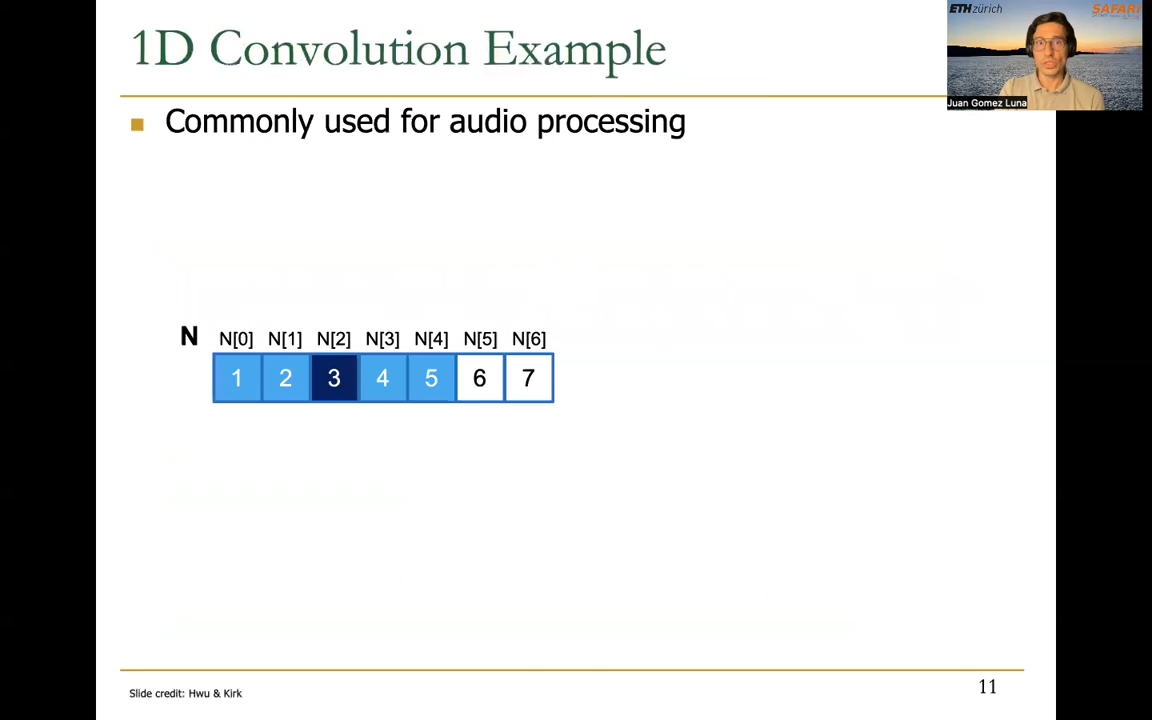 1D Convolution Example
ETHzürich SAFARI
Juan Gomez Luna
■ Commonly used for audio processing
N N[0] N[1] N[2] N[3] N[4] N[5] N[6]
1 2 3 4 5 6 7
Slide credit: Hwu & Kirk
11